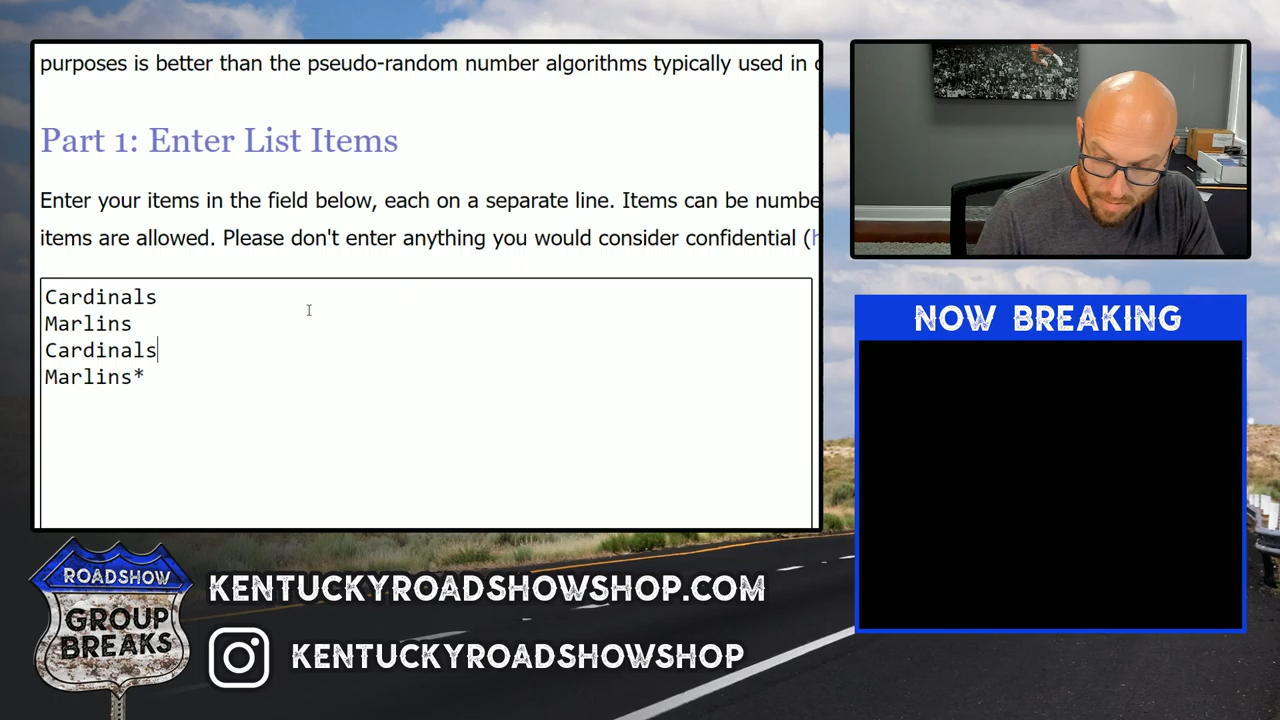 purposes is better than the pseudo-random number algorithms typically used in
Part 1: Enter List Items
Enter your items in the field below, each on a separate line. Items can be numbe
items are allowed. Please don't enter anything you would consider confidential (
Cardinals
Marlins
Cardinals
Marlins*
NOW BREAKING
ROADSHOW
GROUP
BREAKS
KENTUCKYROADSHOWSHOP.COM
KENTUCKYROADSHOWSHOP